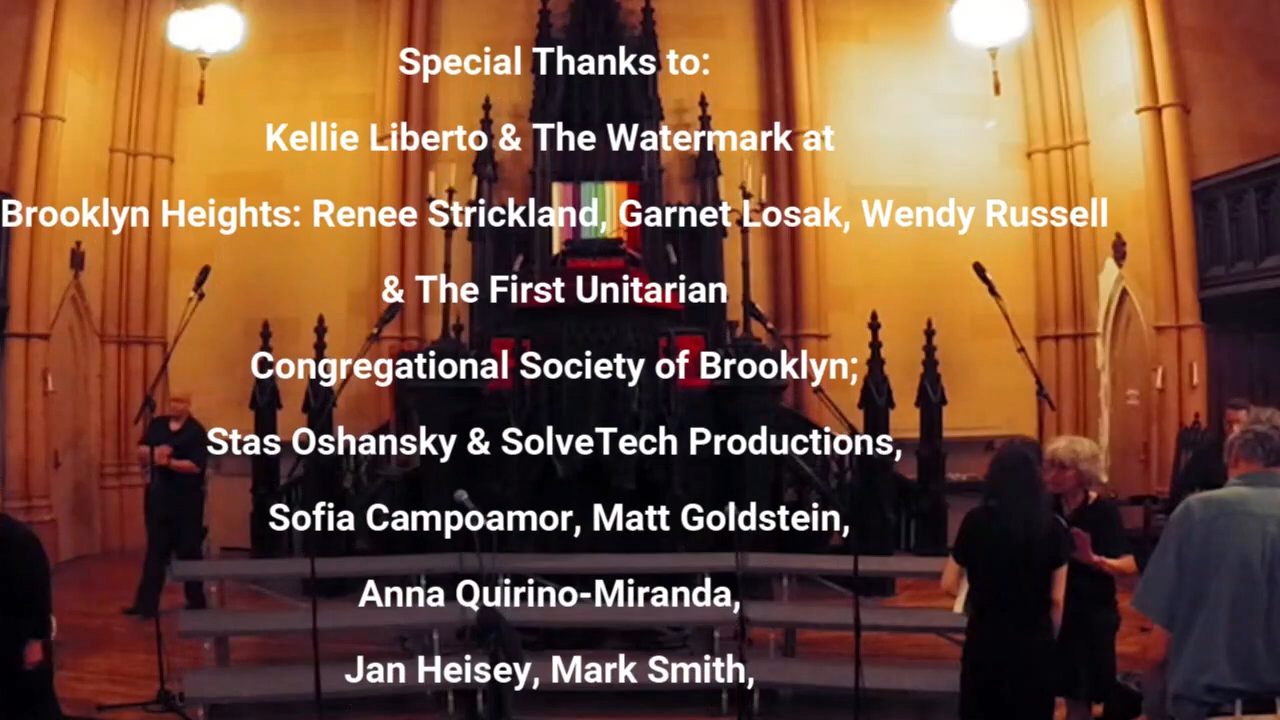 Special Thanks to:
Kellie Liberto & The Watermark at
Brooklyn Heights: Renee Strickland, Garnet Losak, Wendy Russell
& The First Unitarian
Congregational Society of Brooklyn;
Stas Oshansky & SolveTech Productions,
Sofia Campoamor, Matt Goldstein,
Anna Quirino-Miranda,
Jan Heisey, Mark Smith,